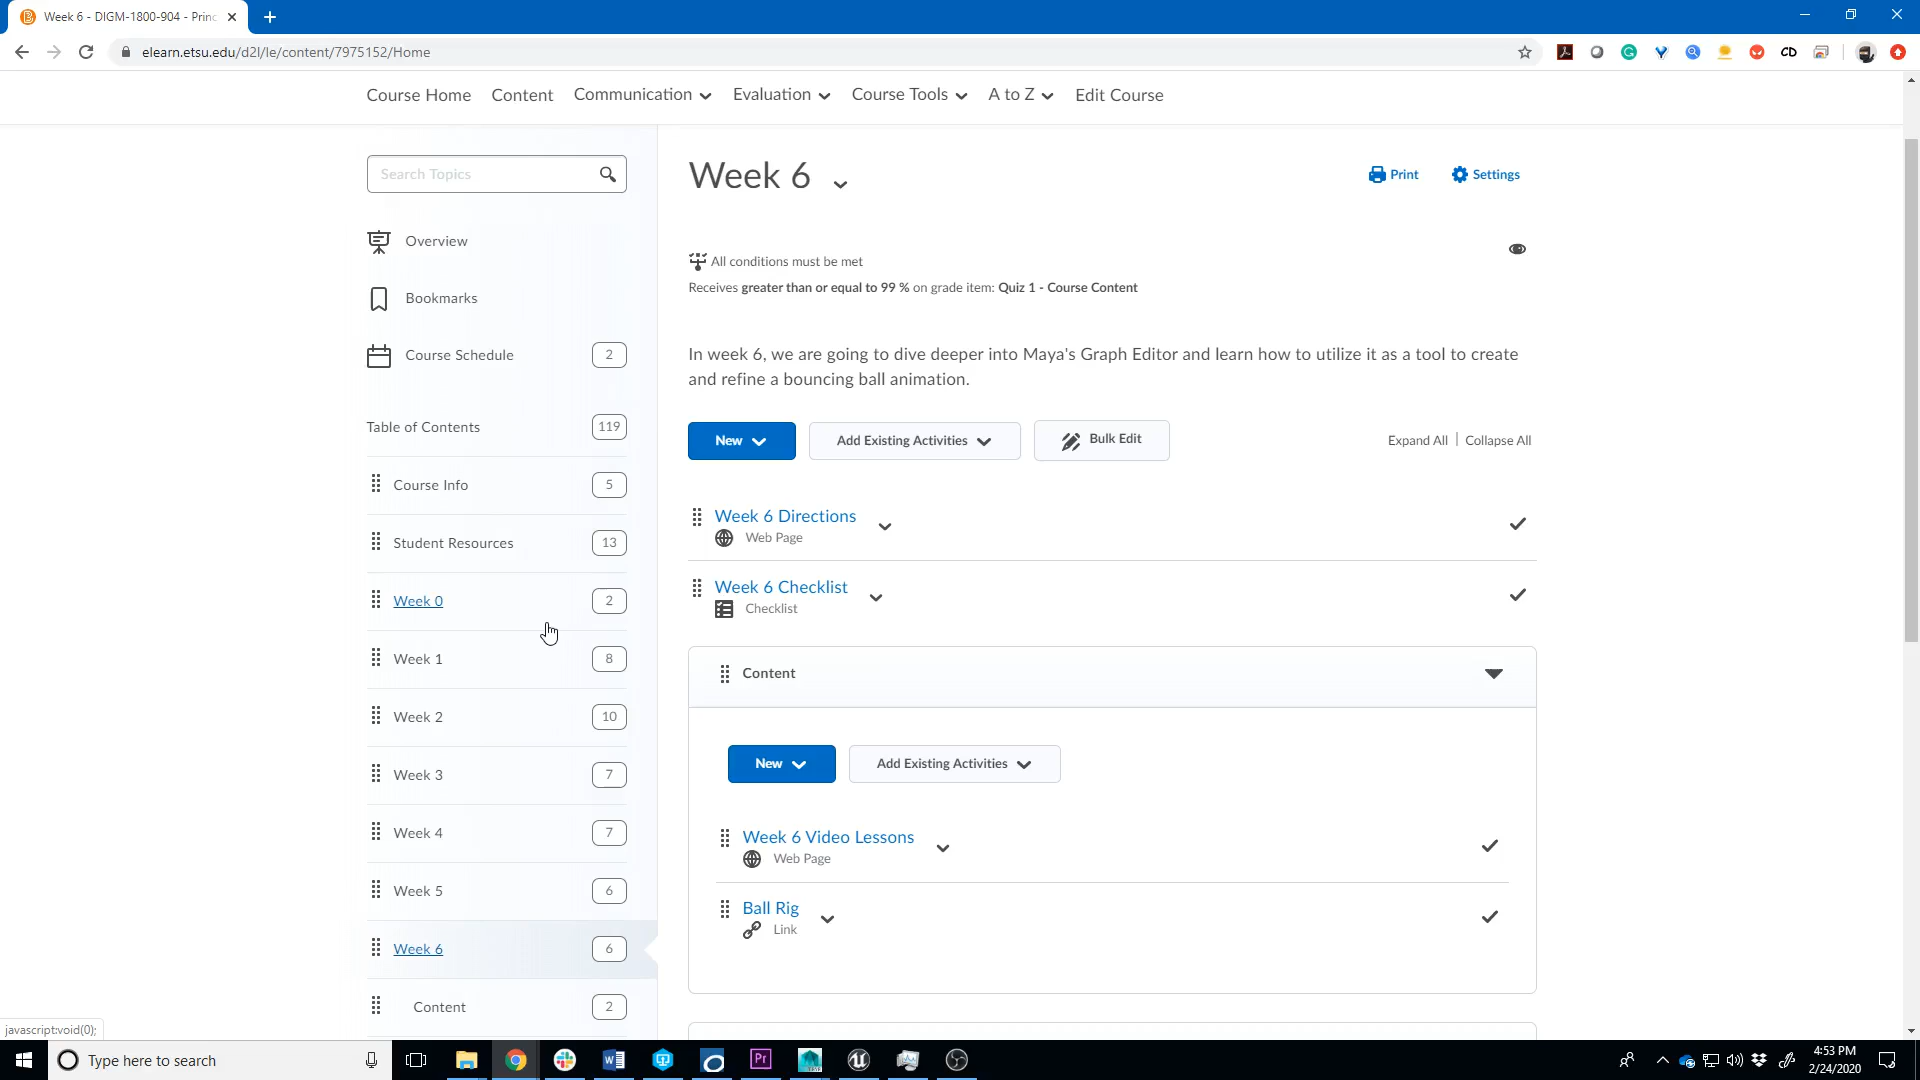 Week 6 - DIGM-1800-904 - Princ
elearn.etsu.edu/d2l/le/content/7975152/Home
CD
Course Home
Content
Communication
Evaluation
Course Tools
A to Z
Edit Course
Search Topics
Overview
Bookmarks
Course Schedule
2
Table of Contents
119
Course Info
5
Student Resources
13
Week 0
2
Week 1
8
Week 2
10
Week 3
7
Week 4
7
Week 5
6
Week 6
6
Content
2
Week 6
Print
Settings
All conditions must be met
Receives greater than or equal to 99 % on grade item: Quiz 1 - Course Content
In week 6, we are going to dive deeper into Maya's Graph Editor and learn how to utilize it as a tool to create
and refine a bouncing ball animation.
New
Add Existing Activities
Bulk Edit
Expand All | Collapse All
Week 6 Directions
Web Page
Week 6 Checklist
Checklist
Content
New
Add Existing Activities
Week 6 Video Lessons
Web Page
Ball Rig
Link
javascript:void(0);
Type here to search
Pr
4:53 PM
2/24/2020